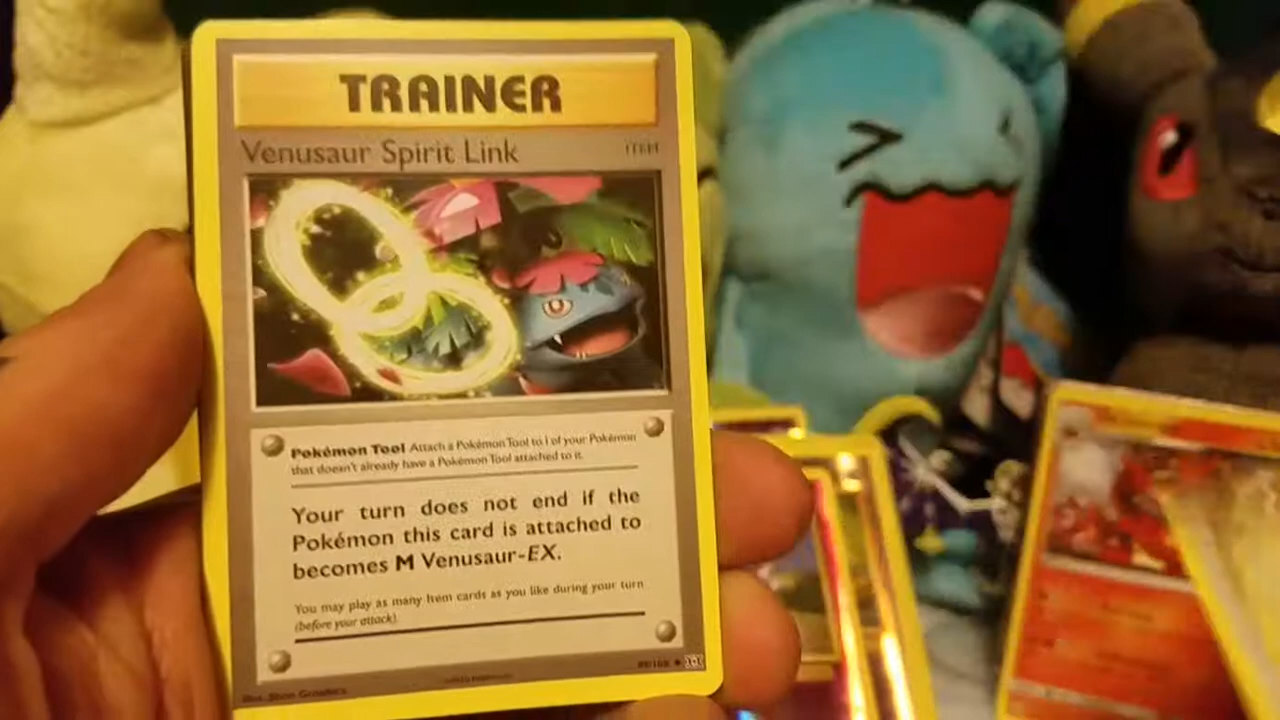 TRAINER
Venusaur Spirit Link ITEM
Pokémon Tool Attach a Pokémon Tool to 1 of your Pokémon
that doesn't already have a Pokémon Tool attached to it.
Your turn does not end if the
Pokémon this card is attached to
becomes M Venusaur-EX.
You may play as many Item cards as you like during your turn
(before your attack).